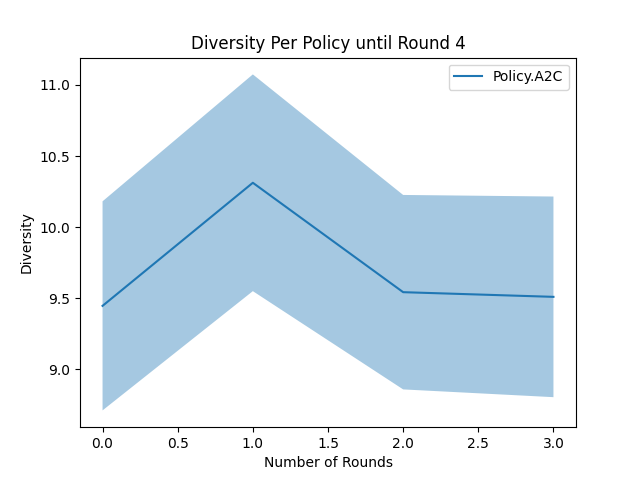 Diversity Per Policy until Round 4
Policy.A2C
11.0
10.5
10.0
9.5
9.0
Diversity
0.0 0.5 1.0 1.5 2.0 2.5 3.0
Number of Rounds